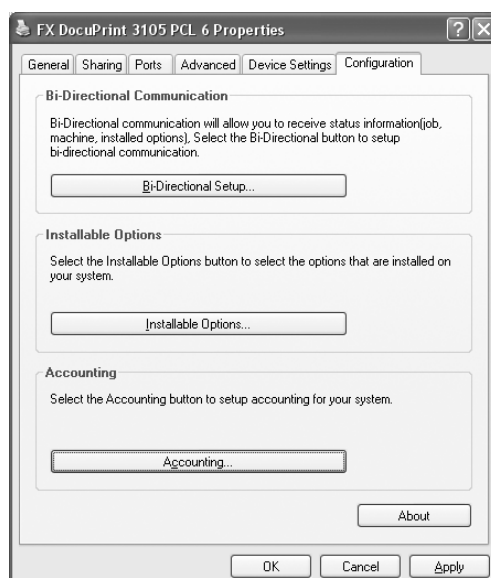 FX DocuPrint 3105 PCL 6 Properties
General Sharing Ports Advanced Device Settings Configuration
Bi-Directional Communication
Bi-Directional communication will allow you to receive status information(job,
machine, installed options), Select the Bi-Directional button to setup
bi-directional communication.
Bi-Directional Setup...
Installable Options
Select the Installable Options button to select the options that are installed on
your system.
Installable Options...
Accounting
Select the Accounting button to setup accounting for your system.
Accounting...
About
OK Cancel Apply